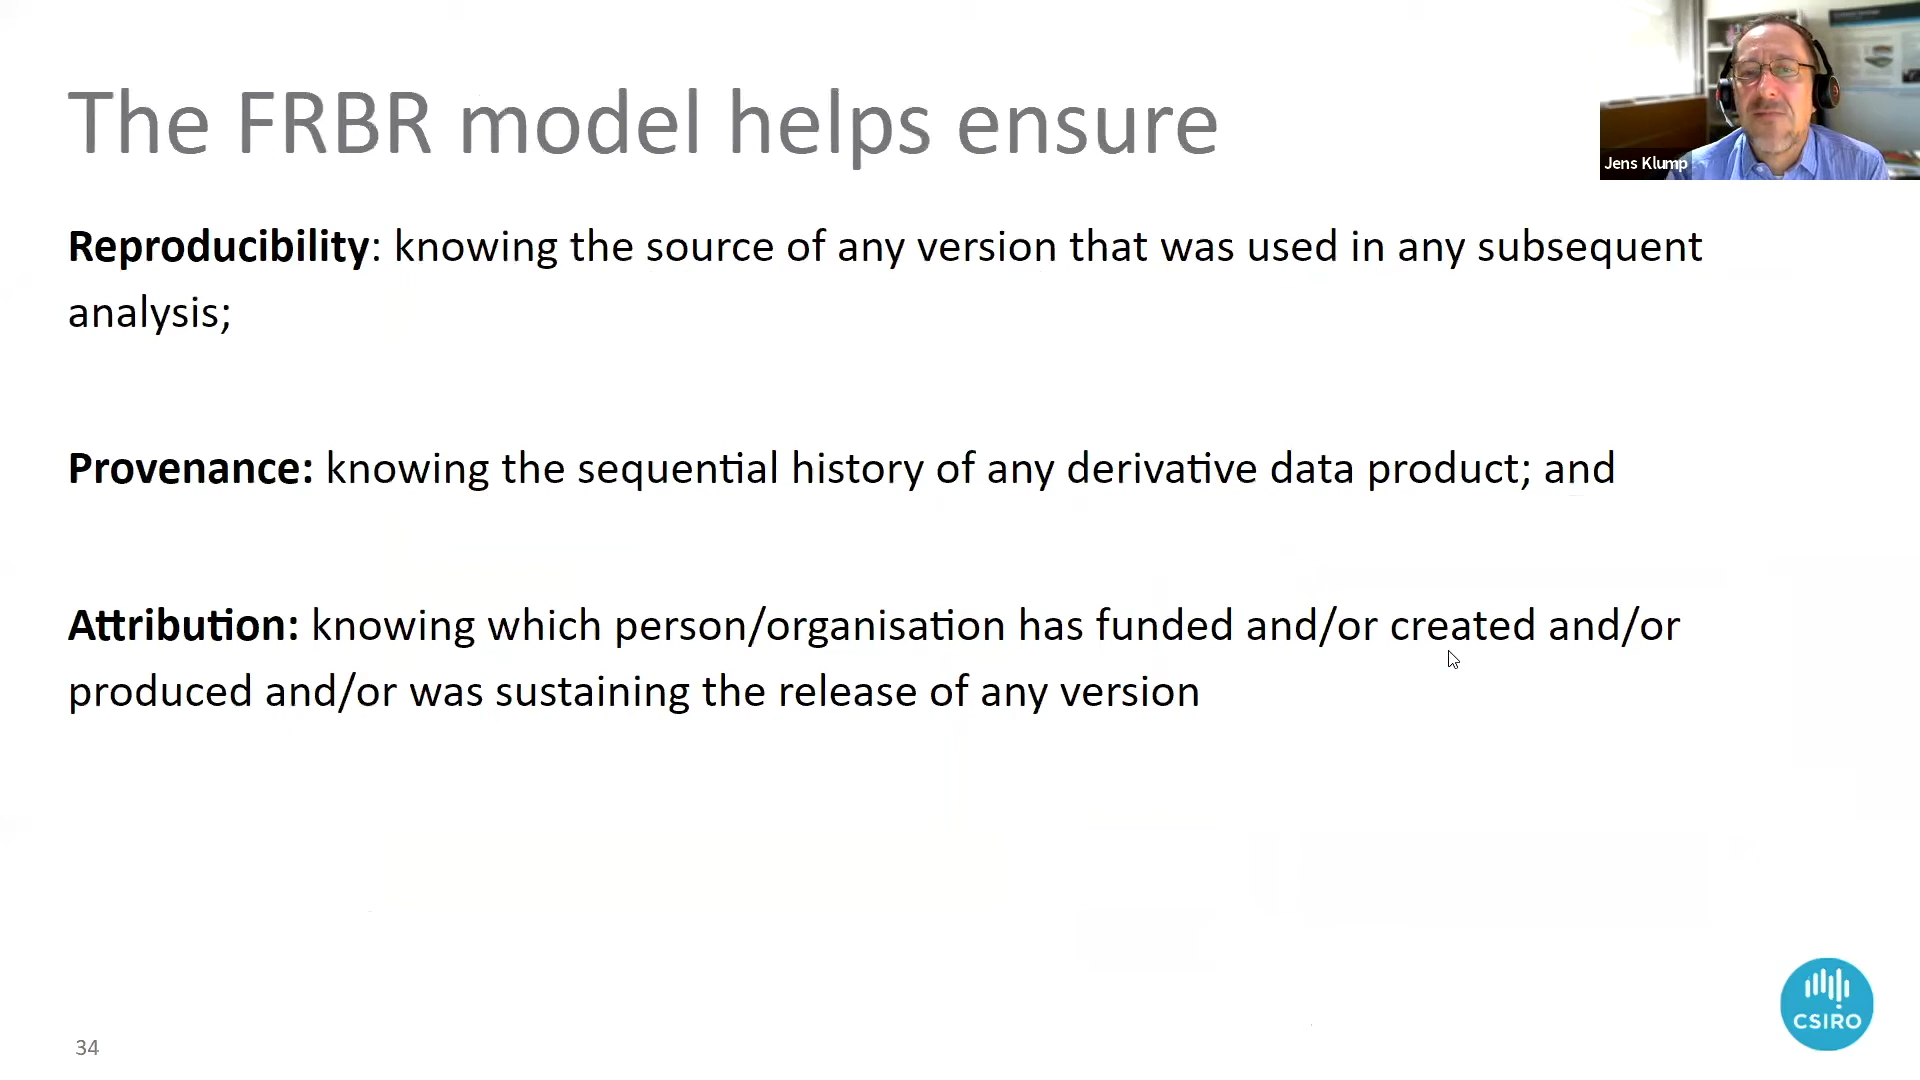 The FRBR model helps ensure
Jens Klump
Reproducibility: knowing the source of any version that was used in any subsequent
analysis;
Provenance: knowing the sequential history of any derivative data product; and
Attribution: knowing which person/organisation has funded and/or created and/or
produced and/or was sustaining the release of any version
CSIRO
34